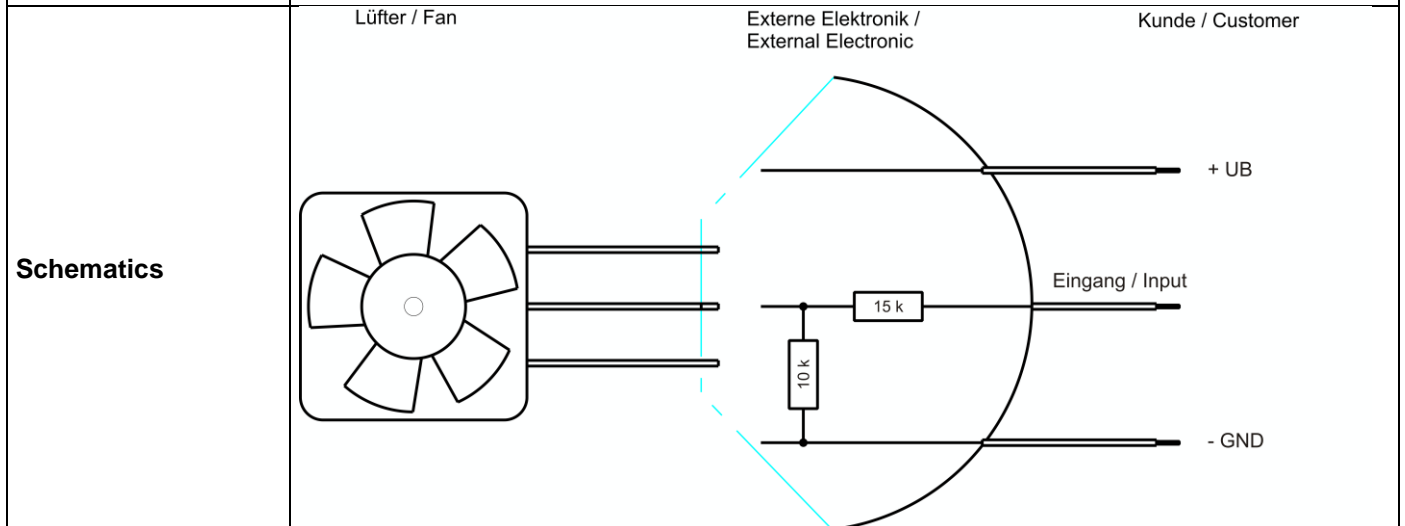 Lüfter / Fan
Externe Elektronik /
External Electronic
Kunde / Customer
+ UB
Schematics
Eingang / Input
15 k
10 k
- GND